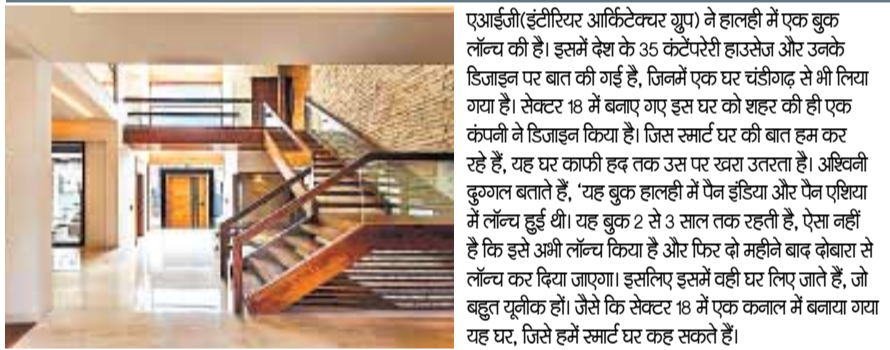 एआईजी(इंटीरियर आर्किटेक्चर ग्रुप) ने हालही में एक बुक
लॉन्च की है। इसमें देश के 35 कंटेंपरेरी हाउसेज और उनके
डिजाइन पर बात की गई है, जिनमें एक घर चंडीगढ़ से भी लिया
गया है। सेक्टर 18 में बनाए गए इस घर को शहर की ही एक
कंपनी ने डिजाइन किया है। जिस स्मार्ट घर की बात हम कर
रहे हैं, यह घर काफी हद तक उस पर खरा उतरता है। अश्विनी
दुग्गल बताते हैं, ‘यह बुक हालही में पैन इंडिया और पैन एशिया
में लॉन्च हुई थी। यह बुक 2 से 3 साल तक रहती है, ऐसा नहीं
है कि इसे अभी लॉन्च किया है और फिर दो महीने बाद दोबारा से
लॉन्च कर दिया जाएगा। इसलिए इसमें वही घर लिए जाते हैं, जो
बहुत यूनीक हों। जैसे कि सेक्टर 18 में एक कनाल में बनाया गया
यह घर, जिसे हमें स्मार्ट घर कह सकते हैं।